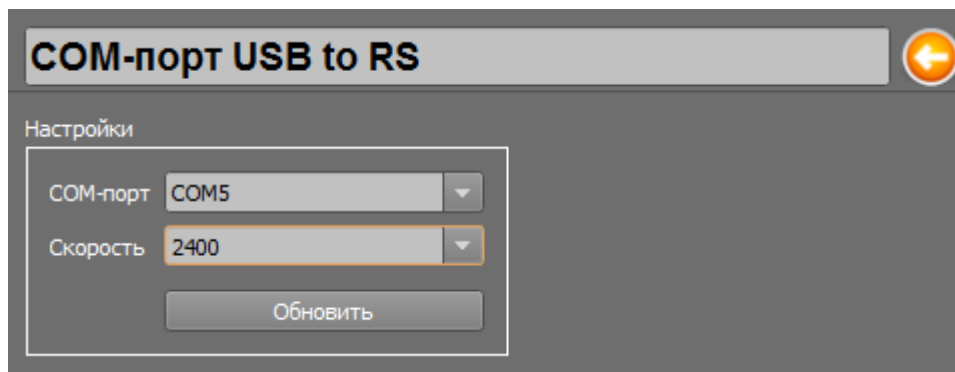 COM-порт USB to RS
Настройки
COM-порт COM5
Скорость 2400
Обновить